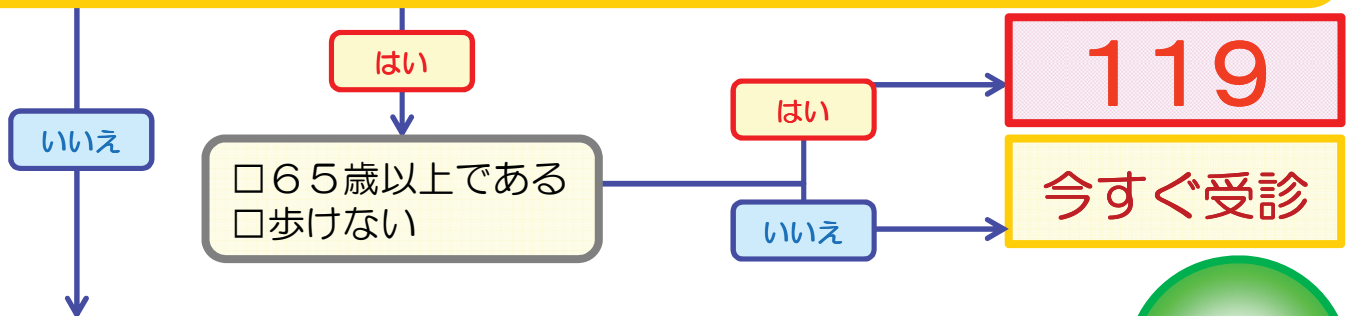 はい
いいえ
□６５歳以上である
□歩けない
はい
いいえ
１１９
今すぐ受診